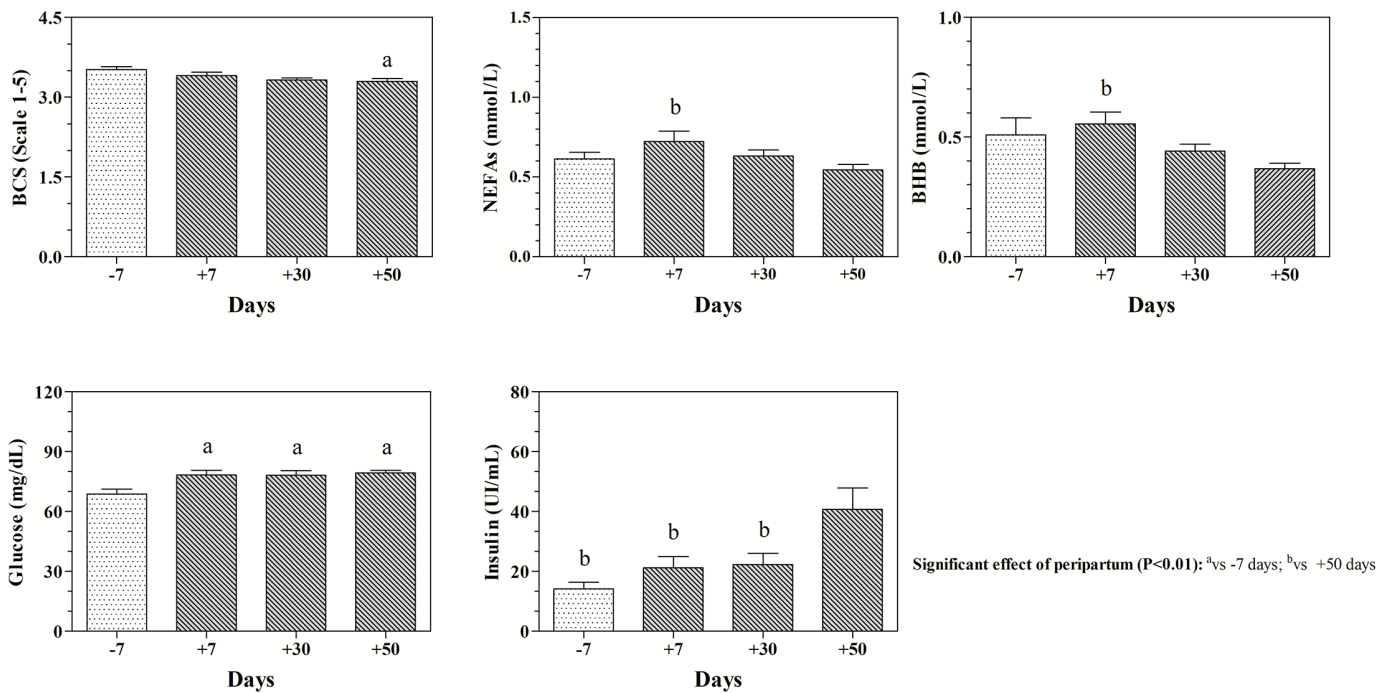 BCS (Scale 1-5)
4.5
3.0
1.5
0.0
a
-7 +7 +30 +50
Days
NEFAs (mmol/L)
1.5
1.0
0.5
0.0
b
-7 +7 +30 +50
Days
BHB (mmol/L)
1.0
0.5
0.0
b
-7 +7 +30 +50
Days
Glucose (mg/dL)
120
90
60
30
0
a a a
-7 +7 +30 +50
Days
Insulin (UI/mL)
80
60
40
20
0
b b b
-7 +7 +30 +50
Days
Significant effect of peripartum (P<0.01): ᵃvs -7 days; ᵇvs +50 days